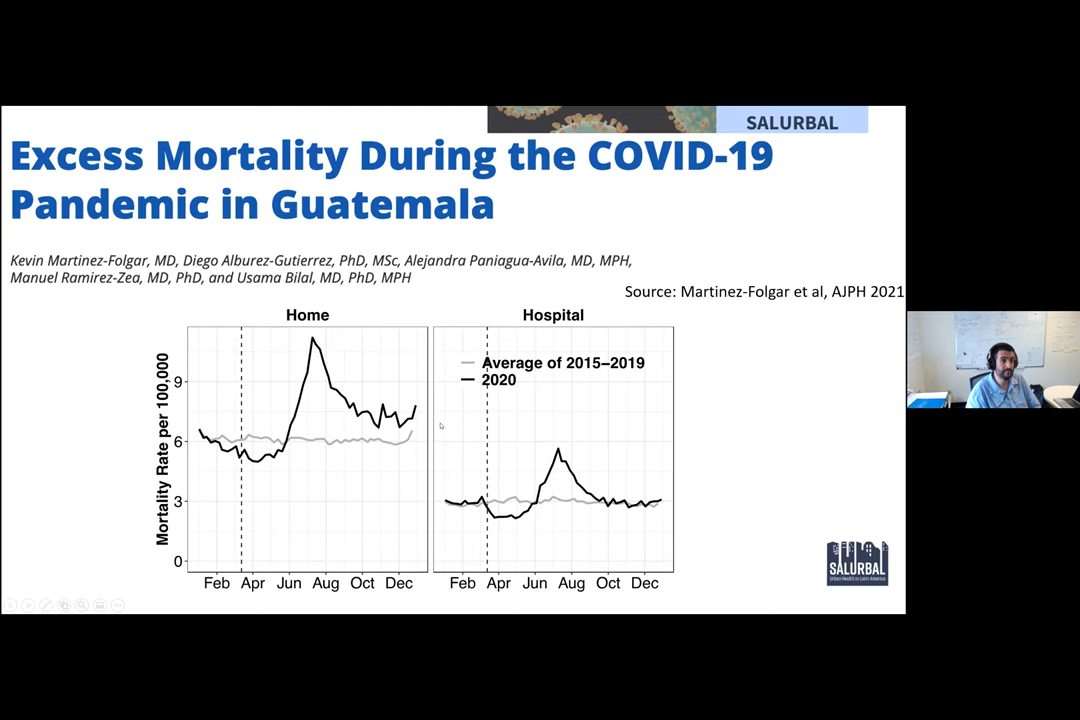 SALURBAL
Excess Mortality During the COVID-19
Pandemic in Guatemala
Kevin Martinez-Folgar, MD, Diego Alburez-Gutierrez, PhD, MSc, Alejandra Paniagua-Avila, MD, MPH,
Manuel Ramirez-Zea, MD, PhD, and Usama Bilal, MD, PhD, MPH
Source: Martinez-Folgar et al, AJPH 2021
Home
Hospital
Mortality Rate per 100,000
9
6
3
0
Average of 2015–2019
2020
Feb Apr Jun Aug Oct Dec
Feb Apr Jun Aug Oct Dec
SALURBAL
Urban Health in Latin America